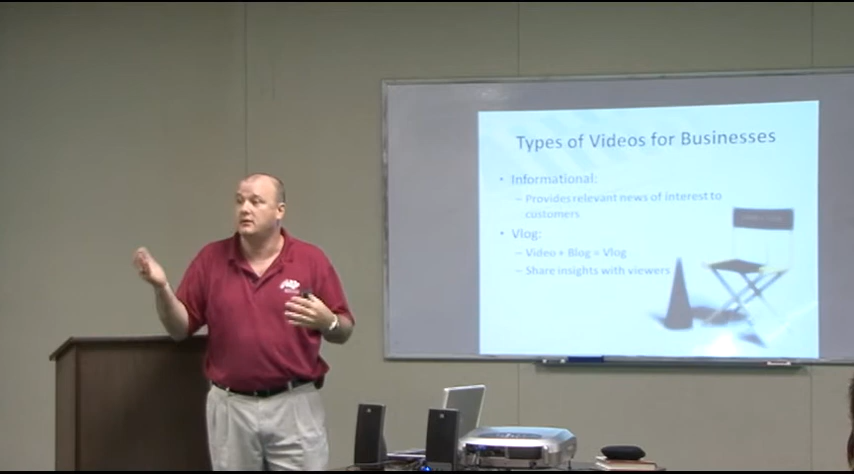 Types of Videos for Businesses
• Informational:
– Provides relevant news of interest to
customers
• Vlog:
– Video + Blog = Vlog
– Share insights with viewers